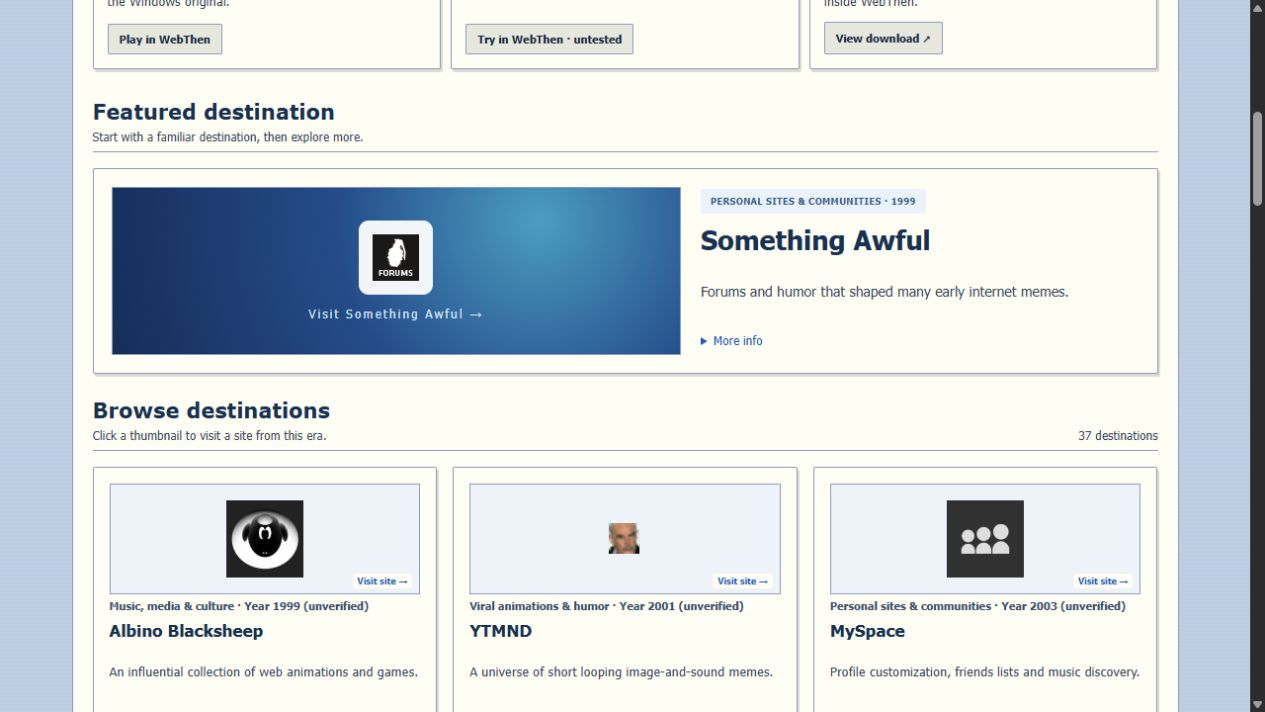 the Windows original.
inside WebThen.
Play in WebThen
Try in WebThen · untested
View download ↗
Featured destination
Start with a familiar destination, then explore more.
FORUMS
Visit Something Awful →
PERSONAL SITES & COMMUNITIES · 1999
Something Awful
Forums and humor that shaped many early internet memes.
▶ More info
Browse destinations
Click a thumbnail to visit a site from this era.
37 destinations
Visit site →
Music, media & culture · Year 1999 (unverified)
Albino Blacksheep
An influential collection of web animations and games.
Visit site →
Viral animations & humor · Year 2001 (unverified)
YTMND
A universe of short looping image-and-sound memes.
Visit site →
Personal sites & communities · Year 2003 (unverified)
MySpace
Profile customization, friends lists and music discovery.